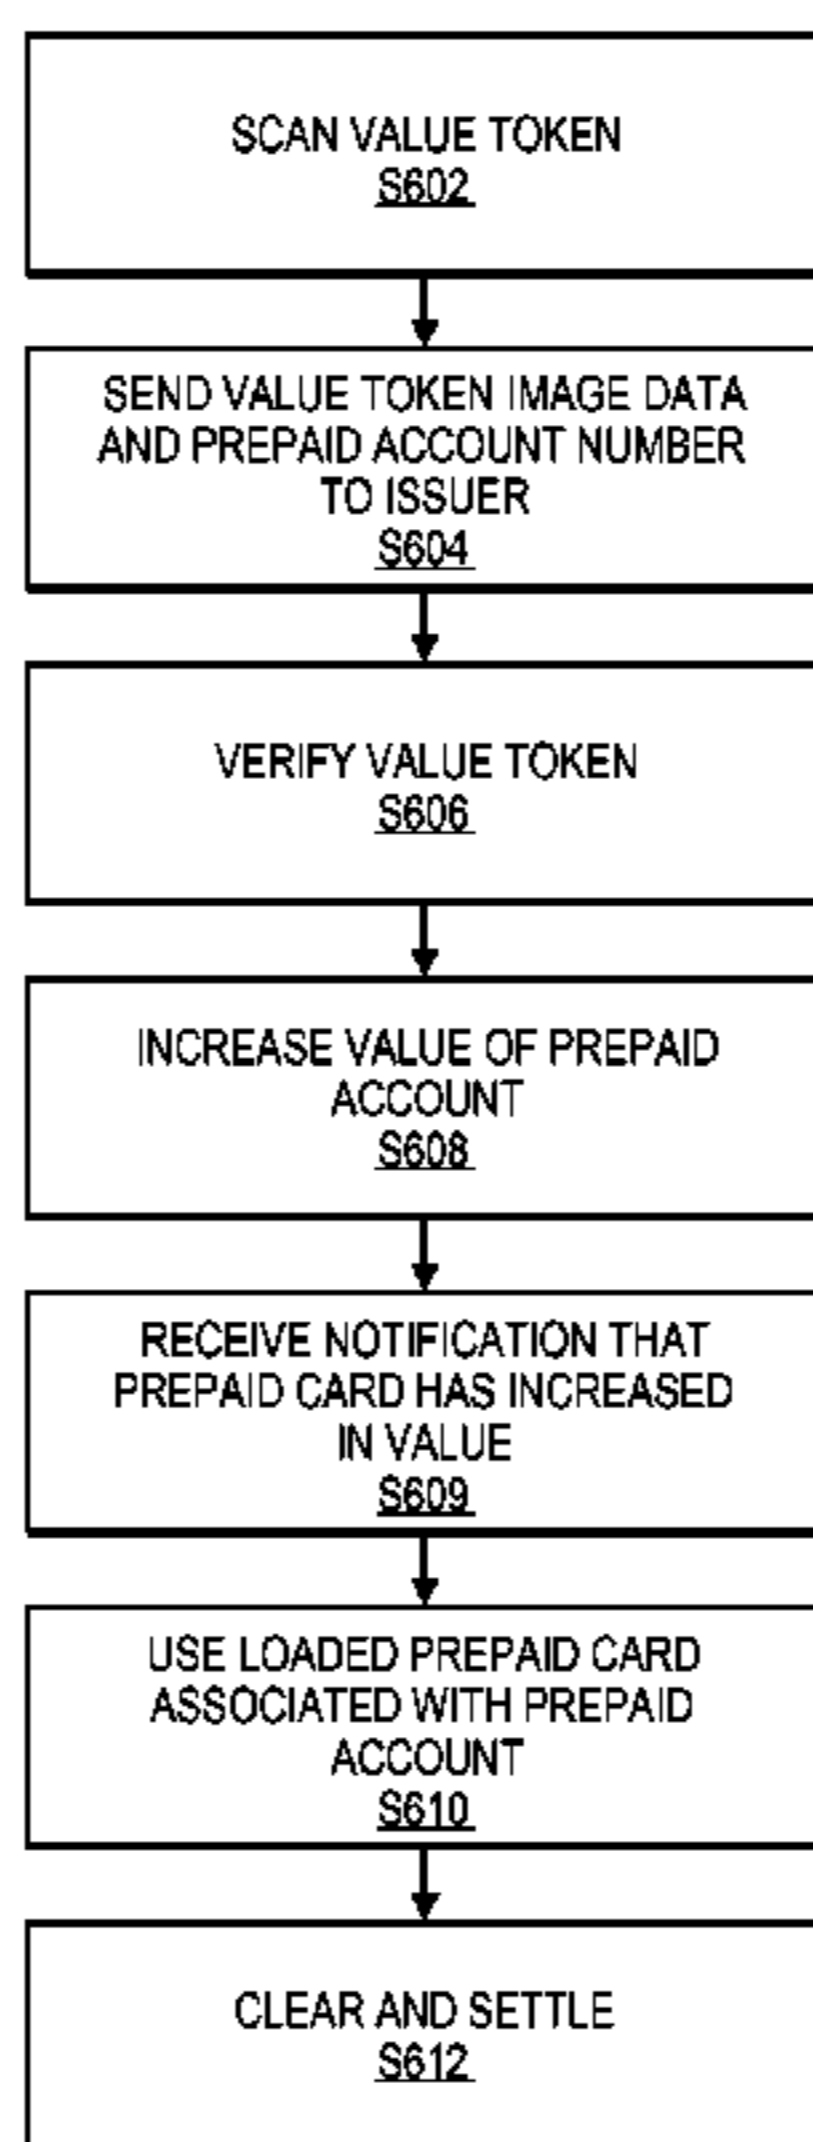 SCAN VALUE TOKEN
S602
SEND VALUE TOKEN IMAGE DATA
AND PREPAID ACCOUNT NUMBER
TO ISSUER
S604
VERIFY VALUE TOKEN
S606
INCREASE VALUE OF PREPAID
ACCOUNT
S608
RECEIVE NOTIFICATION THAT
PREPAID CARD HAS INCREASED
IN VALUE
S609
USE LOADED PREPAID CARD
ASSOCIATED WITH PREPAID
ACCOUNT
S610
CLEAR AND SETTLE
S612